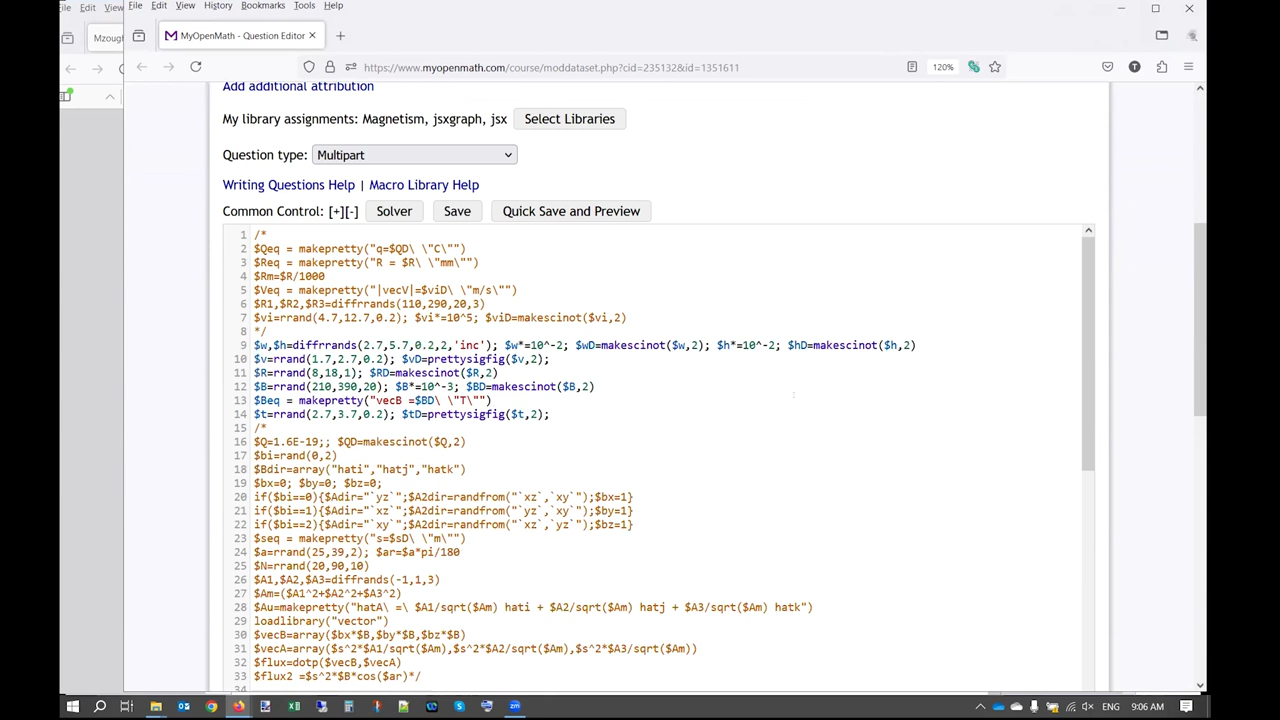 File Edit View
File Edit View History Bookmarks Tools Help
Mzough
MyOpenMath - Question Editor
https://www.myopenmath.com/course/moddataset.php?cid=235132&id=1351611
120%
T
Add additional attribution
My library assignments: Magnetism, jsxgraph, jsx Select Libraries
Question type: Multipart
Writing Questions Help | Macro Library Help
Common Control: [+][-] Solver Save Quick Save and Preview
1 /*
2 $Qeq = makepretty("q=$QD\ \"C\"")
3 $Req = makepretty("R = $R\ \"mm\"")
4 $Rm=$R/1000
5 $Veq = makepretty("|vecV|=$viD\ \"m/s\"")
6 $R1,$R2,$R3=diffrrands(110,290,20,3)
7 $vi=rrand(4.7,12.7,0.2); $vi*=10^5; $viD=makescinot($vi,2)
8 */
9 $w,$h=diffrrands(2.7,5.7,0.2,2,'inc'); $w*=10^-2; $wD=makescinot($w,2); $h*=10^-2; $hD=makescinot($h,2)
10 $v=rrand(1.7,2.7,0.2); $vD=prettysigfig($v,2);
11 $R=rrand(8,18,1); $RD=makescinot($R,2)
12 $B=rrand(210,390,20); $B*=10^-3; $BD=makescinot($B,2)
13 $Beq = makepretty("vecB =$BD\ \"T\"")
14 $t=rrand(2.7,3.7,0.2); $tD=prettysigfig($t,2);
15 /*
16 $Q=1.6E-19;; $QD=makescinot($Q,2)
17 $bi=rand(0,2)
18 $Bdir=array("hati","hatj","hatk")
19 $bx=0; $by=0; $bz=0;
20 if($bi==0){$Adir="`yz`";$A2dir=randfrom("`xz`,`xy`");$bx=1}
21 if($bi==1){$Adir="`xz`";$A2dir=randfrom("`yz`,`xy`");$by=1}
22 if($bi==2){$Adir="`xy`";$A2dir=randfrom("`xz`,`yz`");$bz=1}
23 $seq = makepretty("s=$sD\ \"m\"")
24 $a=rrand(25,39,2); $ar=$a*pi/180
25 $N=rrand(20,90,10)
26 $A1,$A2,$A3=diffrands(-1,1,3)
27 $Am=($A1^2+$A2^2+$A3^2)
28 $Au=makepretty("hatA\ =\ $A1/sqrt($Am) hati + $A2/sqrt($Am) hatj + $A3/sqrt($Am) hatk")
29 loadlibrary("vector")
30 $vecB=array($bx*$B,$by*$B,$bz*$B)
31 $vecA=array($s^2*$A1/sqrt($Am),$s^2*$A2/sqrt($Am),$s^2*$A3/sqrt($Am))
32 $flux=dotp($vecB,$vecA)
33 $flux2 =$s^2*$B*cos($ar)*/
34
9:06 AM